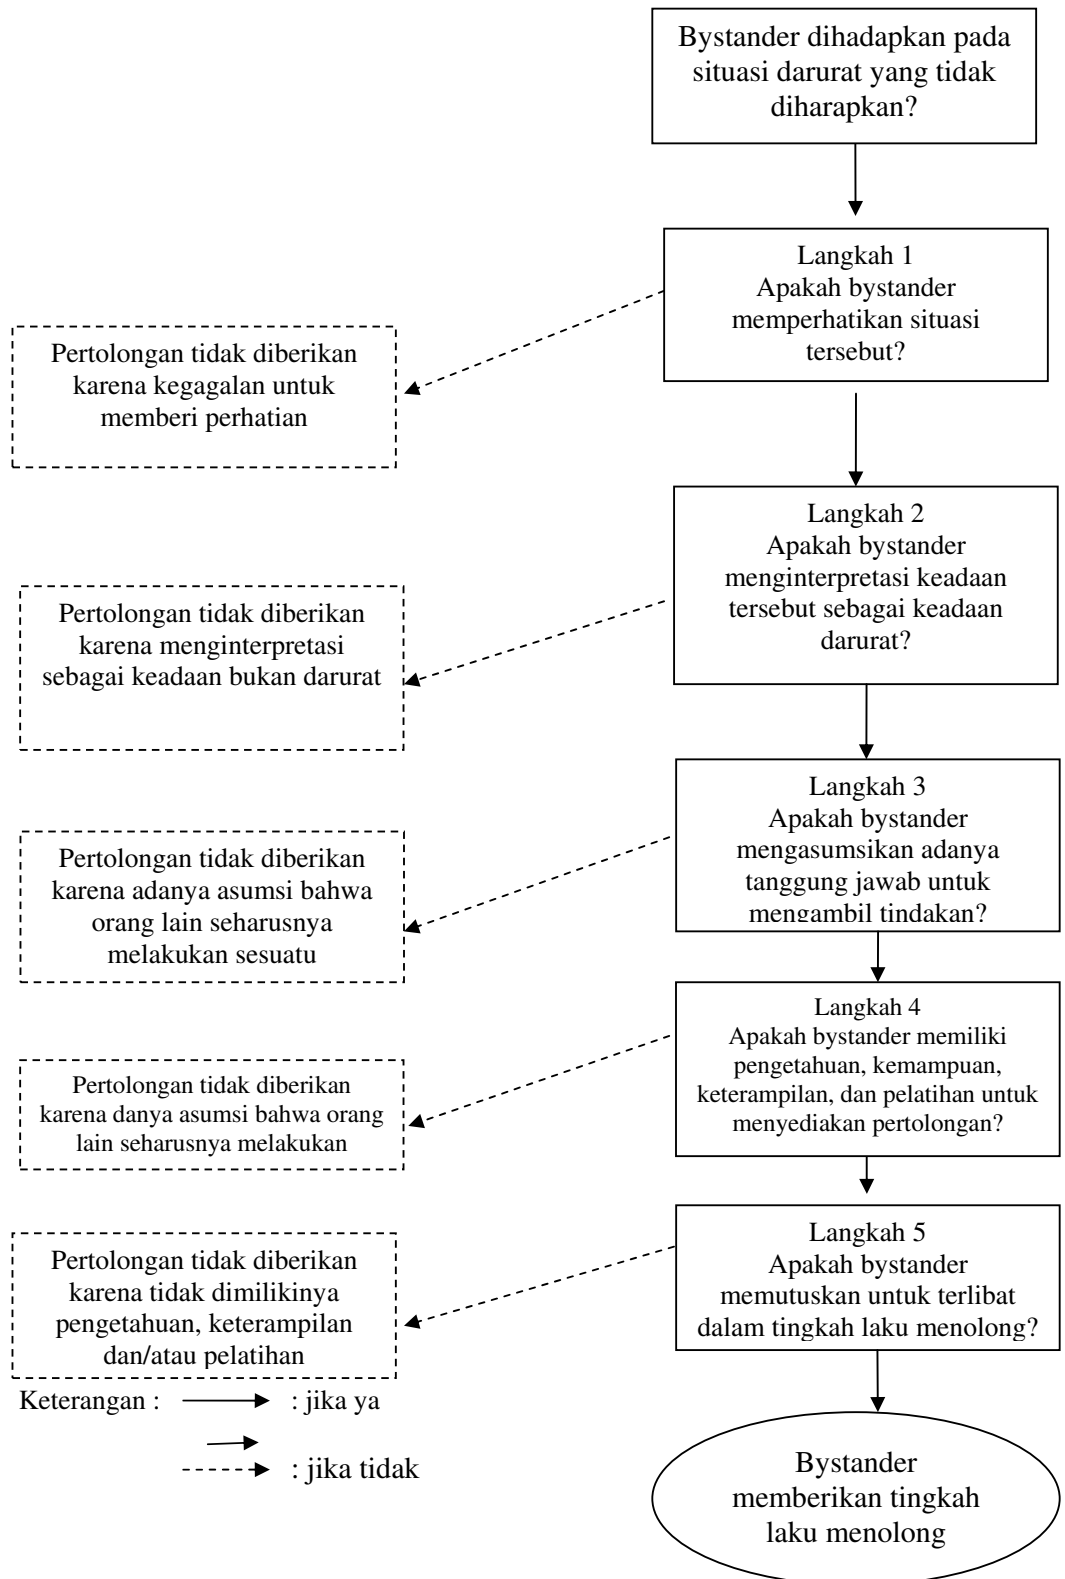 Bystander dihadapkan pada
situasi darurat yang tidak
diharapkan?
Langkah 1
Apakah bystander
memperhatikan situasi
tersebut?
Pertolongan tidak diberikan
karena kegagalan untuk
memberi perhatian
Langkah 2
Apakah bystander
menginterpretasi keadaan
tersebut sebagai keadaan
darurat?
Pertolongan tidak diberikan
karena menginterpretasi
sebagai keadaan bukan darurat
Langkah 3
Apakah bystander
mengasumsikan adanya
tanggung jawab untuk
mengambil tindakan?
Pertolongan tidak diberikan
karena adanya asumsi bahwa
orang lain seharusnya
melakukan sesuatu
Langkah 4
Apakah bystander memiliki
pengetahuan, kemampuan,
keterampilan, dan pelatihan untuk
menyediakan pertolongan?
Pertolongan tidak diberikan
karena danya asumsi bahwa orang
lain seharusnya melakukan
Langkah 5
Apakah bystander
memutuskan untuk terlibat
dalam tingkah laku menolong?
Pertolongan tidak diberikan
karena tidak dimilikinya
pengetahuan, keterampilan
dan/atau pelatihan
Keterangan : : jika ya
: jika tidak
Bystander
memberikan tingkah
laku menolong